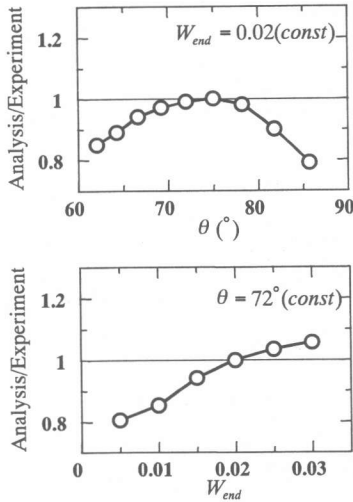 1.2
W_end = 0.02(const)
1
0.8
60 70 80 90
θ (°)
Analysis/Experiment
1.2
θ = 72°(const)
1
0.8
0 0.01 0.02 0.03
W_end
Analysis/Experiment